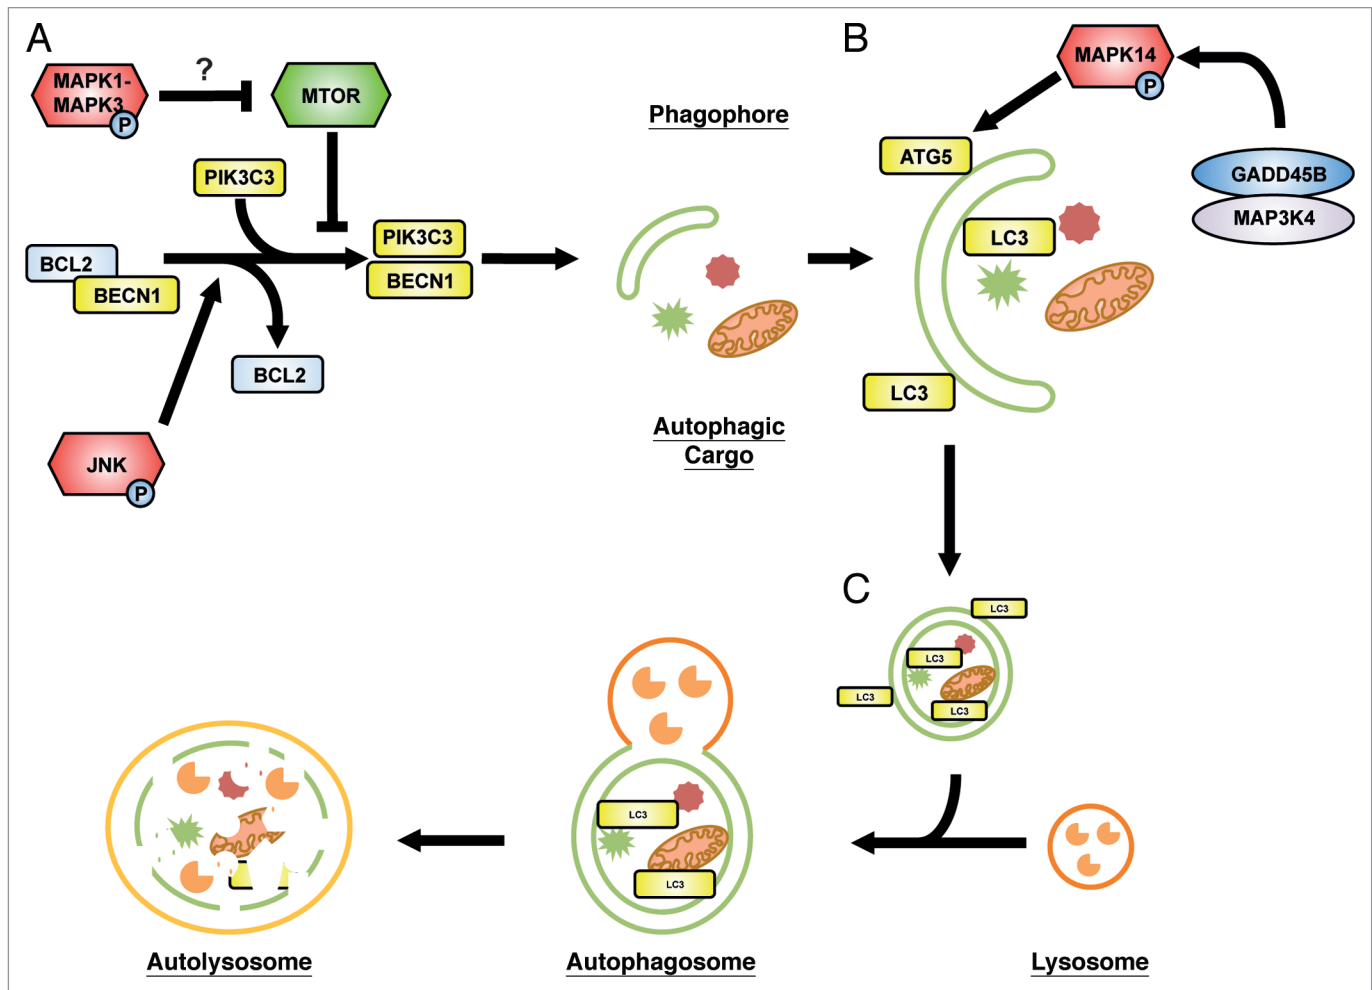 A
MAPK1-
MAPK3
P
?
MTOR
PIK3C3
BCL2
BECN1
PIK3C3
BECN1
BCL2
JNK
P
Phagophore
Autophagic
Cargo
B
MAPK14
P
ATG5
GADD45B
MAP3K4
LC3
LC3
C
LC3
LC3
LC3
LC3
LC3
LC3
Autolysosome
Autophagosome
Lysosome